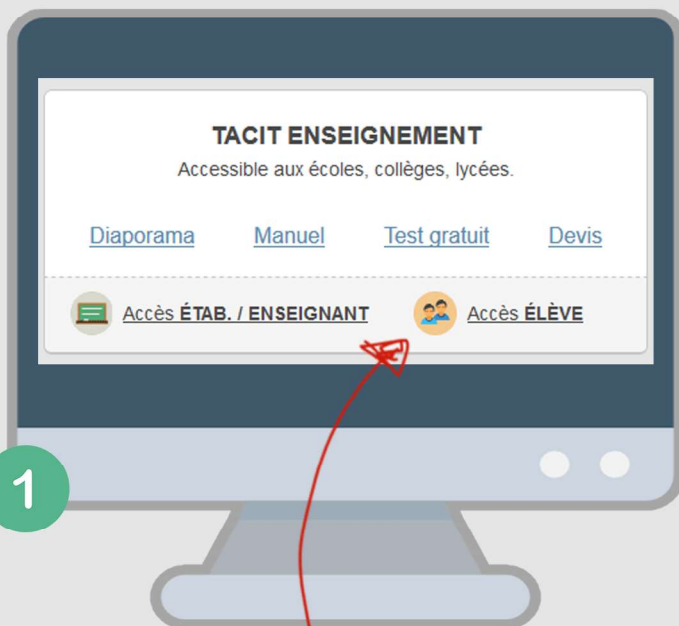 TACIT ENSEIGNEMENT
Accessible aux écoles, collèges, lycées.
Diaporama Manuel Test gratuit Devis
Accès ÉTAB. / ENSEIGNANT Accès ÉLÈVE
1